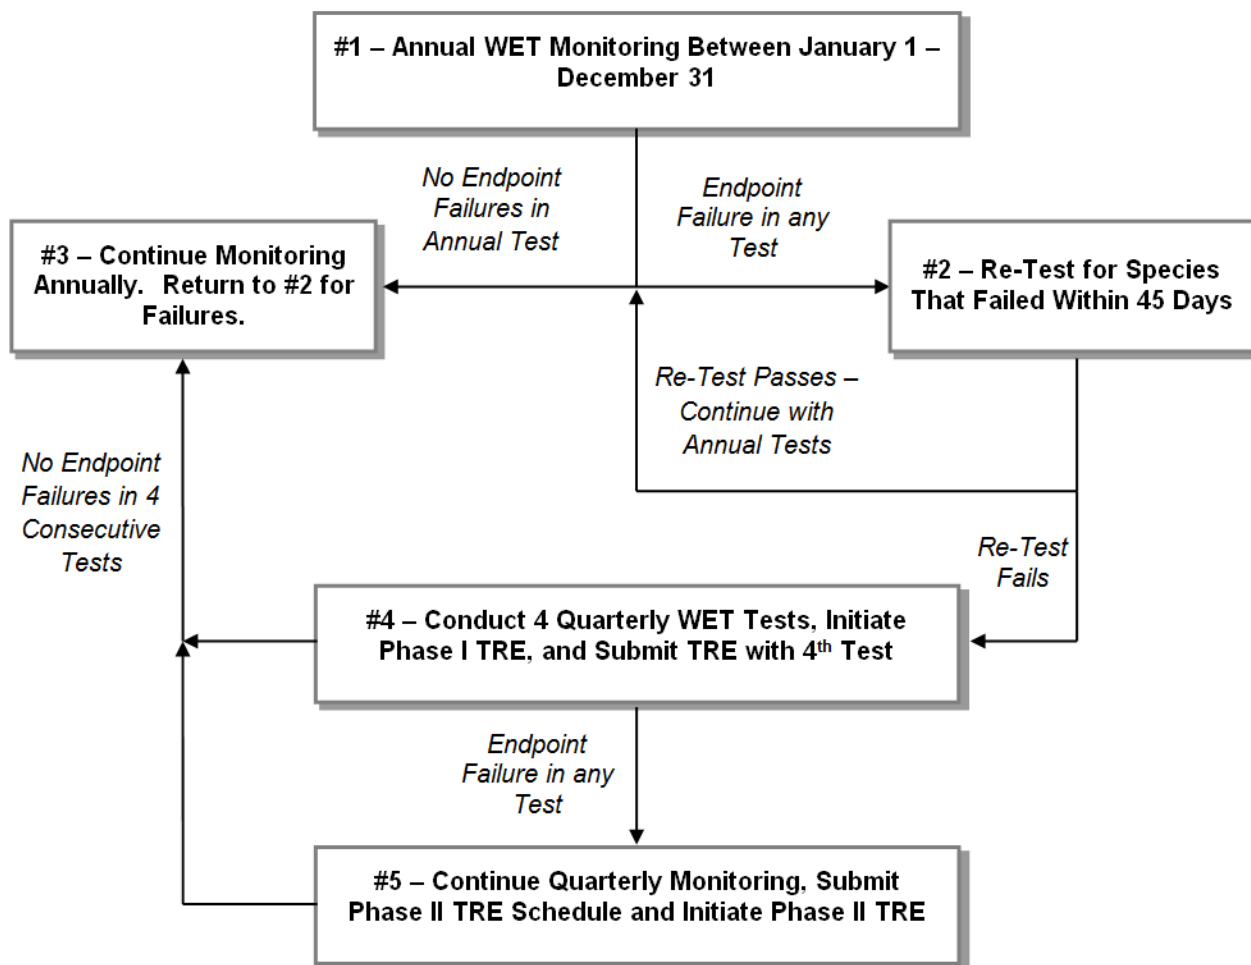 #1 – Annual WET Monitoring Between January 1 –
December 31
No Endpoint
Failures in
Annual Test
Endpoint
Failure in any
Test
#3 – Continue Monitoring
Annually.   Return to #2 for
Failures.
#2 – Re-Test for Species
That Failed Within 45 Days
Re-Test Passes –
Continue with
Annual Tests
No Endpoint
Failures in 4
Consecutive
Tests
Re-Test
Fails
#4 – Conduct 4 Quarterly WET Tests, Initiate
Phase I TRE, and Submit TRE with 4th Test
Endpoint
Failure in any
Test
#5 – Continue Quarterly Monitoring, Submit
Phase II TRE Schedule and Initiate Phase II TRE